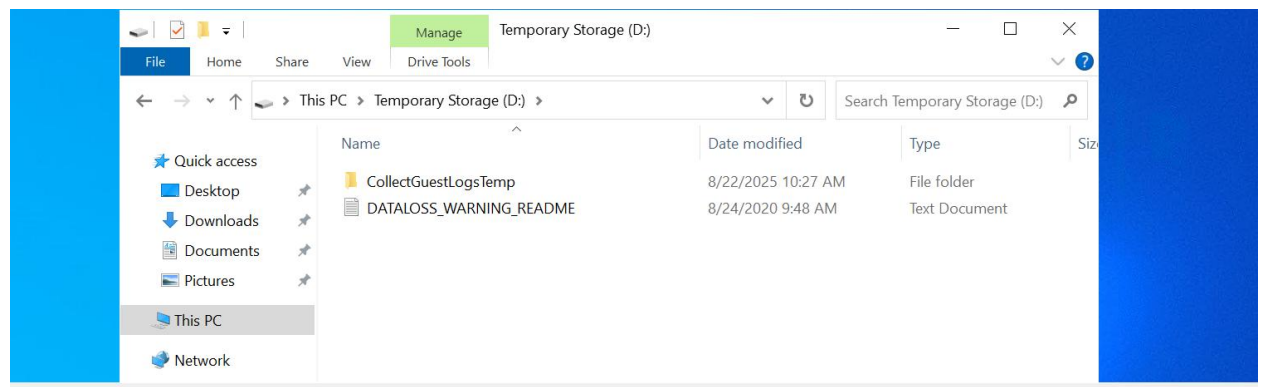 Manage Temporary Storage (D:)
File Home Share View Drive Tools
This PC Temporary Storage (D:) Search Temporary Storage (D:)
Name Date modified Type Siz
Quick access
CollectGuestLogsTemp 8/22/2025 10:27 AM File folder
Desktop
DATALOSS_WARNING_README 8/24/2020 9:48 AM Text Document
Downloads
Documents
Pictures
This PC
Network